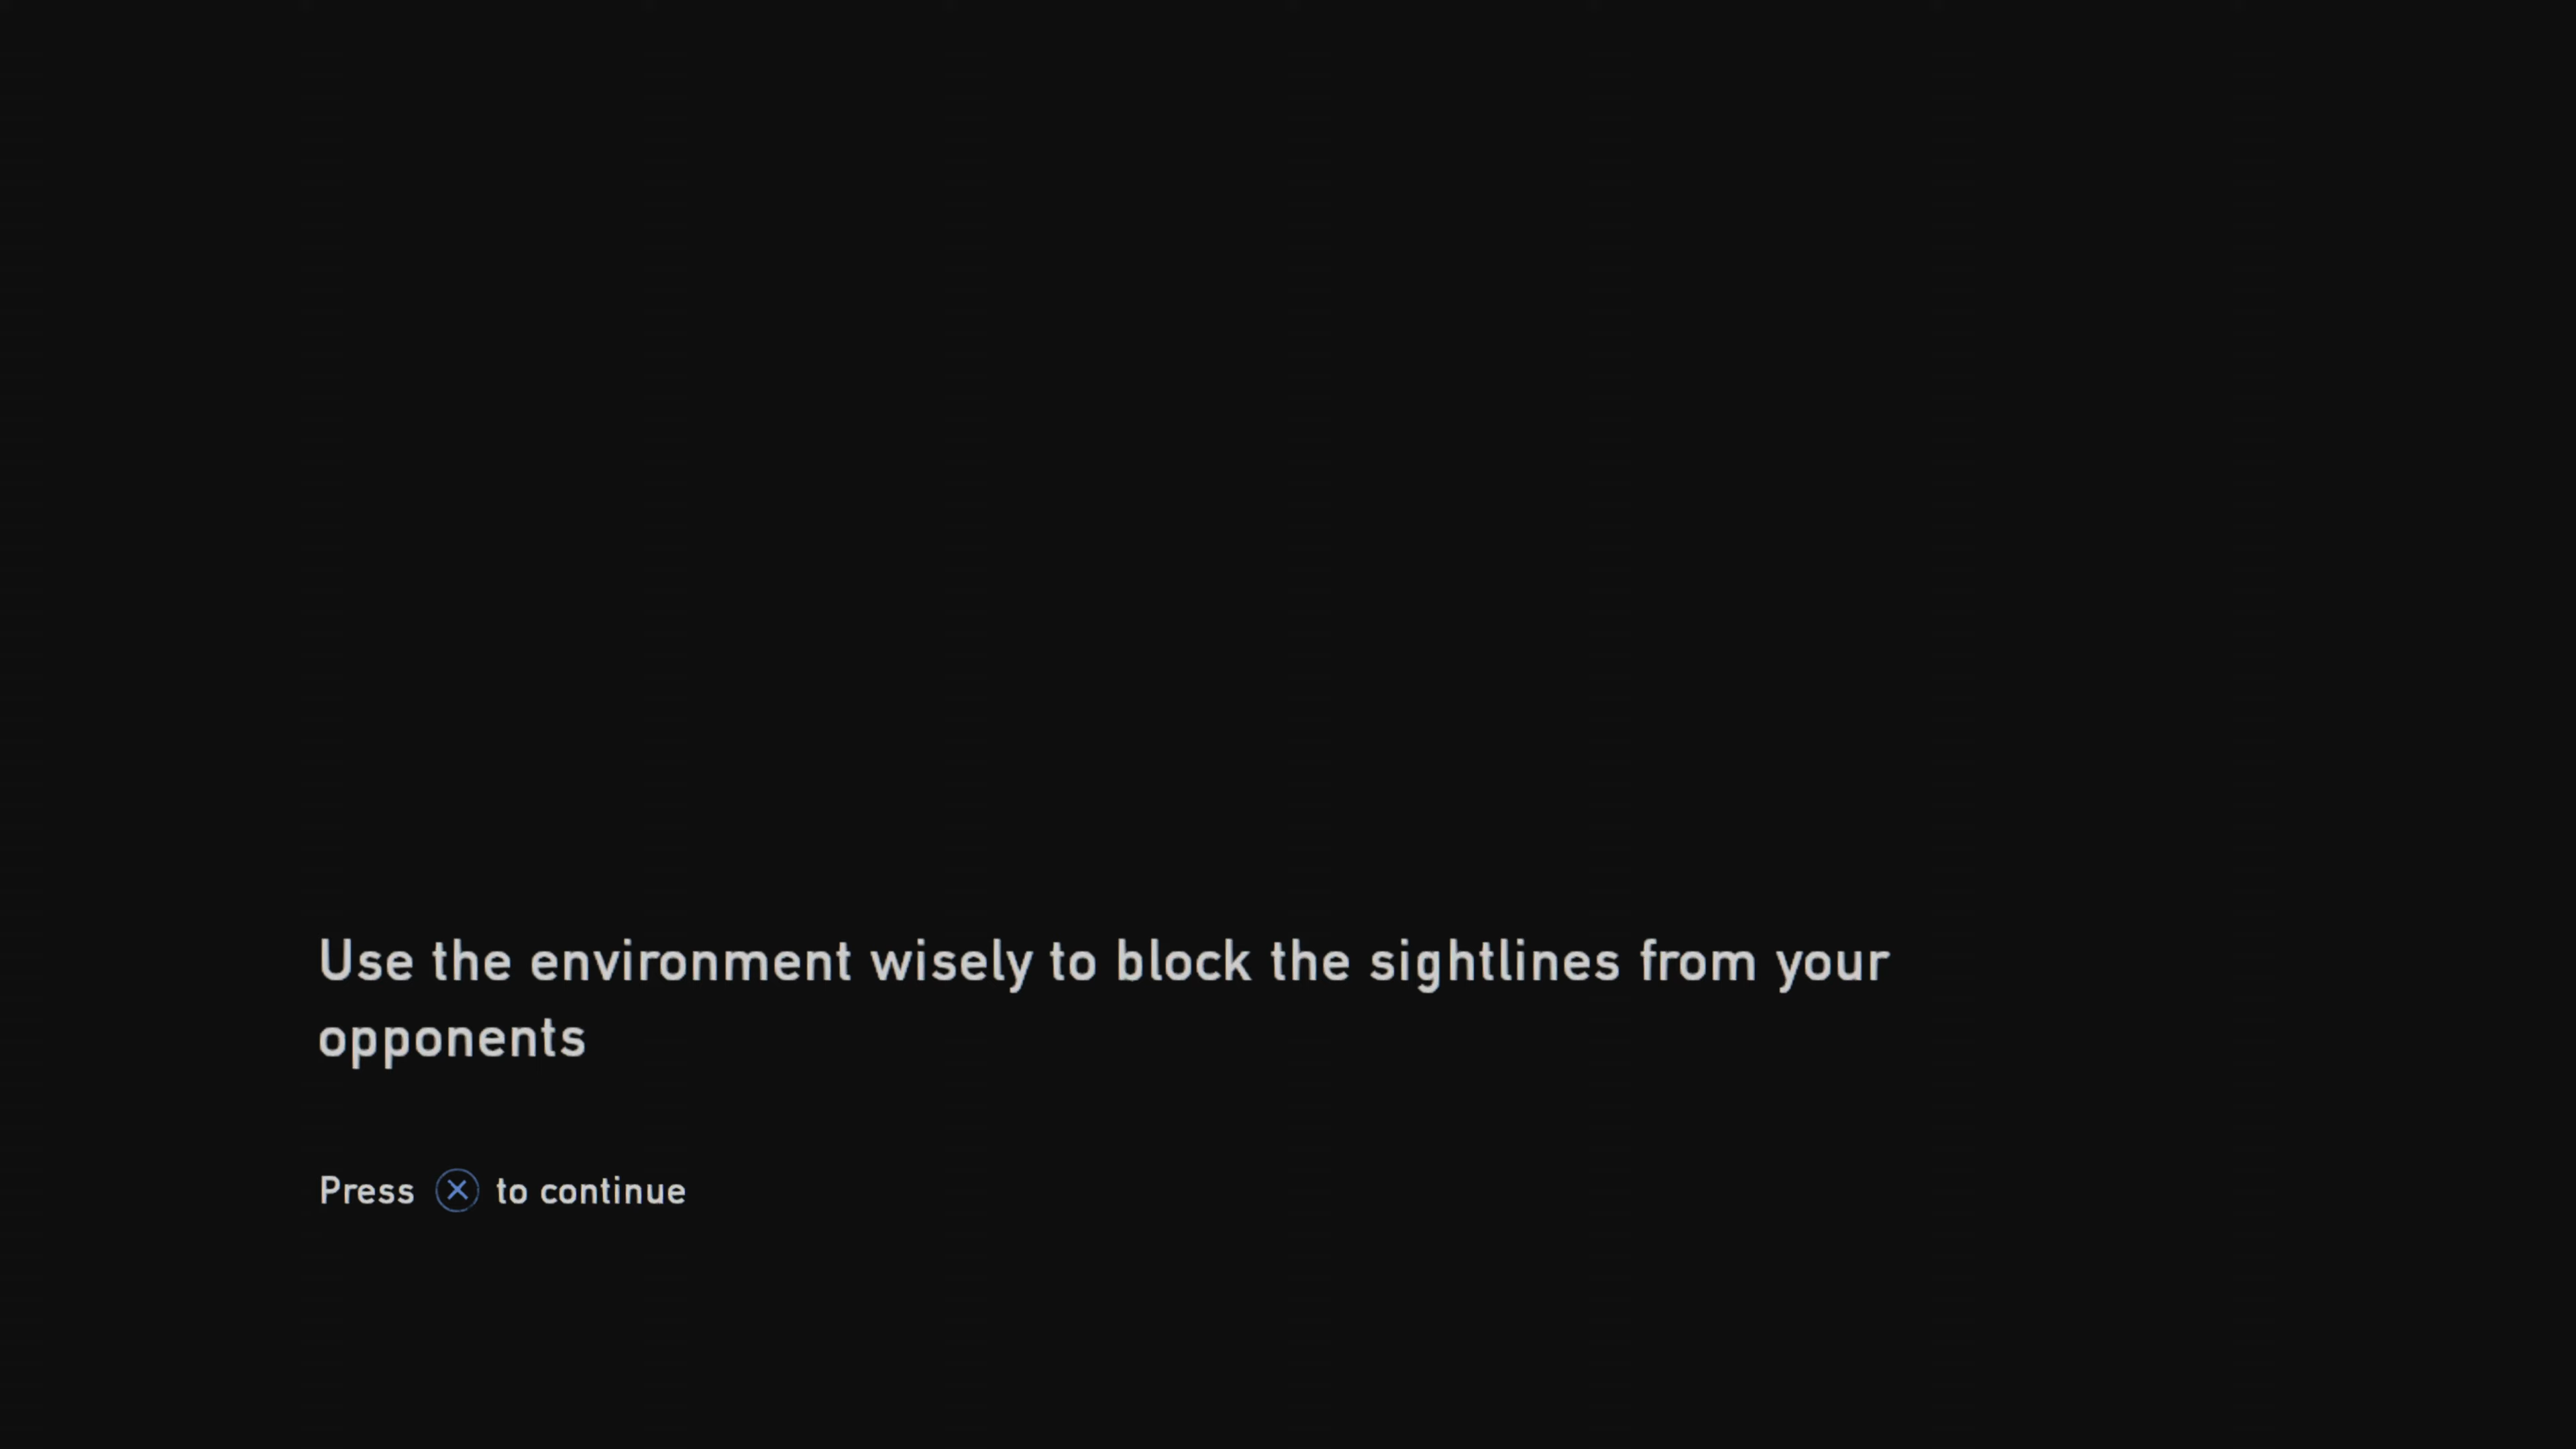 Use the environment wisely to block the sightlines from your
opponents
Press ⓧ to continue